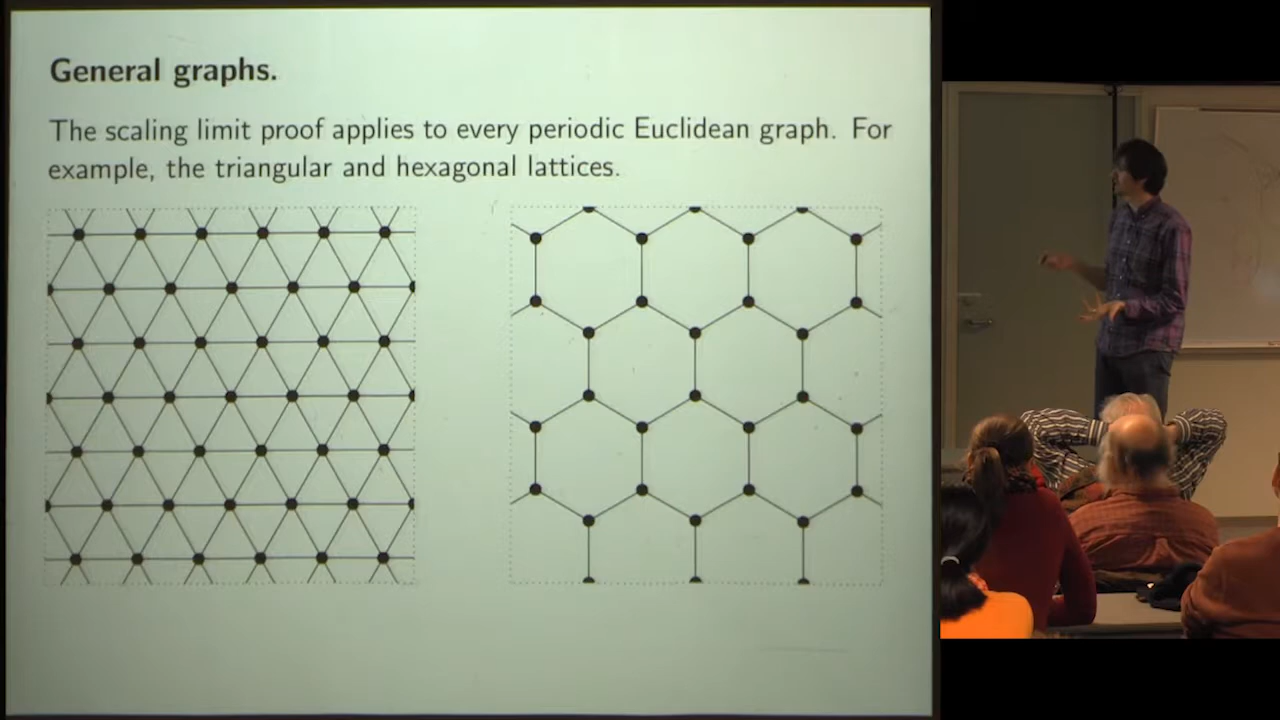 General graphs.
The scaling limit proof applies to every periodic Euclidean graph. For
example, the triangular and hexagonal lattices.